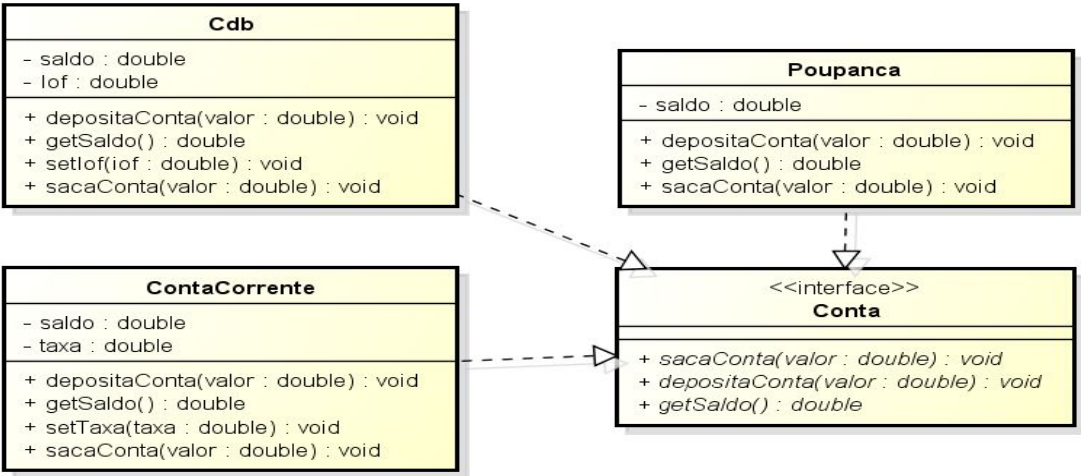 Cdb
- saldo : double
- Iof : double
+ depositaConta(valor : double) : void
+ getSaldo() : double
+ setIof(iof : double) : void
+ sacaConta(valor : double) : void
Poupanca
- saldo : double
+ depositaConta(valor : double) : void
+ getSaldo() : double
+ sacaConta(valor : double) : void
ContaCorrente
- saldo : double
- taxa : double
+ depositaConta(valor : double) : void
+ getSaldo() : double
+ setTaxa(taxa : double) : void
+ sacaConta(valor : double) : void
<<interface>>
Conta
+ sacaConta(valor : double) : void
+ depositaConta(valor : double) : void
+ getSaldo() : double